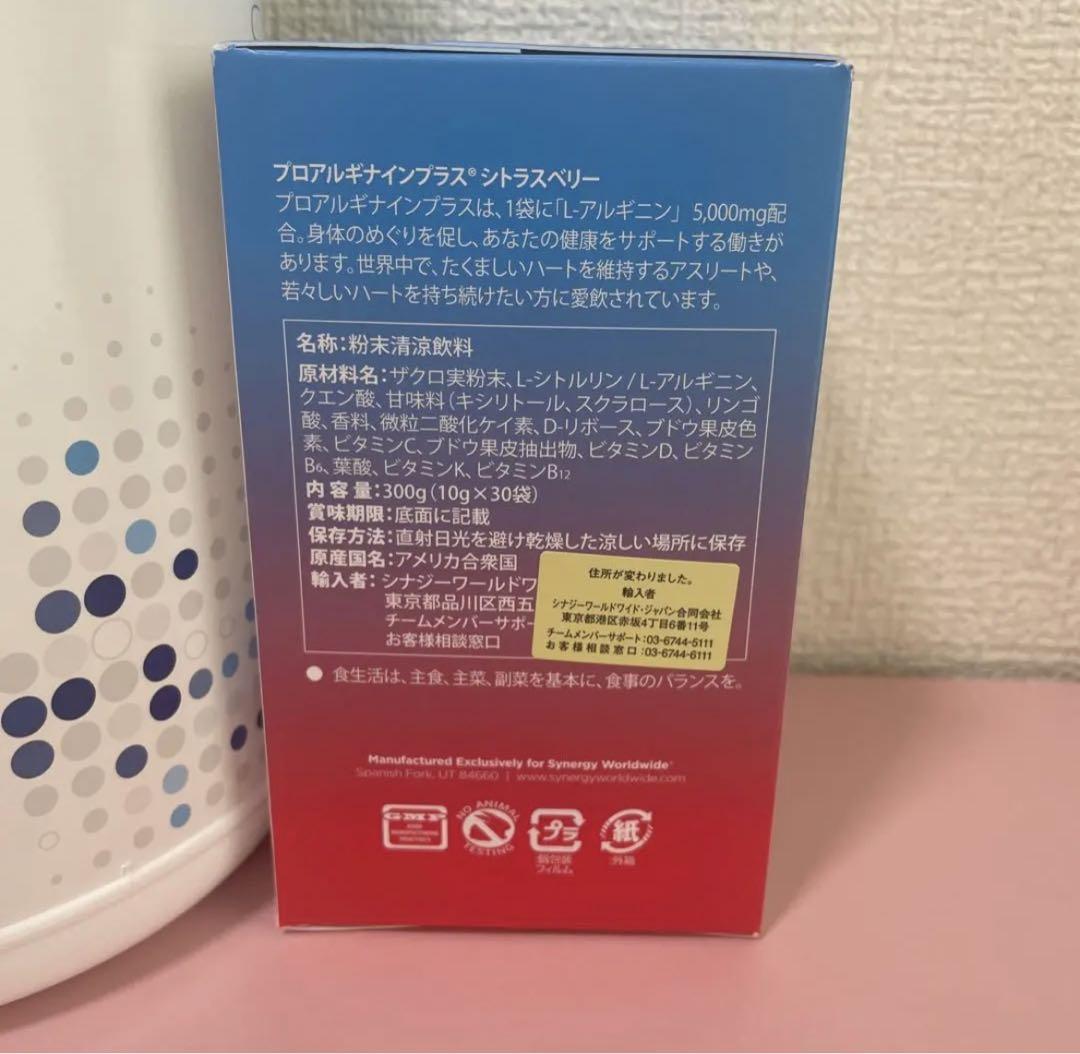 プロアルギナインプラス® シトラスベリー
プロアルギナインプラスは、1袋に「L-アルギニン」 5,000mg配
合。身体のめぐりを促し、あなたの健康をサポートする働きが
あります。世界中で、たくましいハートを維持するアスリートや、
若々しいハートを持ち続けたい方に愛飲されています。
名称：粉末清涼飲料
原材料名：ザクロ実粉末、L-シトルリン / L-アルギニン、
クエン酸、甘味料（キシリトール、スクラロース）、リンゴ
酸、香料、微粒二酸化ケイ素、D-リボース、ブドウ果皮色
素、ビタミンC、ブドウ果皮抽出物、ビタミンD、ビタミン
B6、葉酸、ビタミンK、ビタミンB12
内容量：300g（10g×30袋）
賞味期限：底面に記載
保存方法：直射日光を避け乾燥した涼しい場所に保存
原産国名：アメリカ合衆国
輸入者：シナジーワールドワ
東京都品川区西五
チームメンバーサポー
お客様相談窓口
住所が変わりました。
輸入者
シナジーワールドワイド・ジャパン合同会社
東京都港区赤坂4丁目6番11号
チームメンバーサポート：03-6744-5111
お客様相談窓口：03-6744-6111
● 食生活は、主食、主菜、副菜を基本に、食事のバランスを。
Manufactured Exclusively for Synergy Worldwide®
Spanish Fork, UT 84660 | www.synergyworldwide.com
GMP
GOOD MANUFACTURING PRACTICES
NO ANIMAL TESTING
プラ
個包装
フィルム
紙
外箱